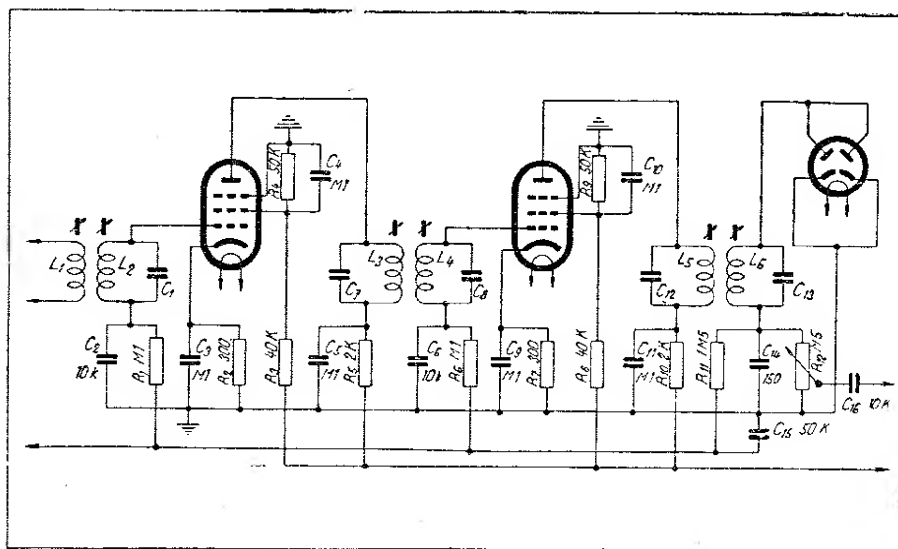 L1
L2
C1
C2
10k
R1 M1
C3
M1
R2 300
R4 50K
C4
M1
R3 40K
C7
L3
L4
C8
C5
M1
R5 2K
C6
10k
R6 M1
C9
M1
R7 300
R9 50K
C10
M1
R8 40K
C12
L5
L6
C13
C11
M1
R10 2K
R11 1M5
C14
150
R12 M5
C15 50K
C16 10K